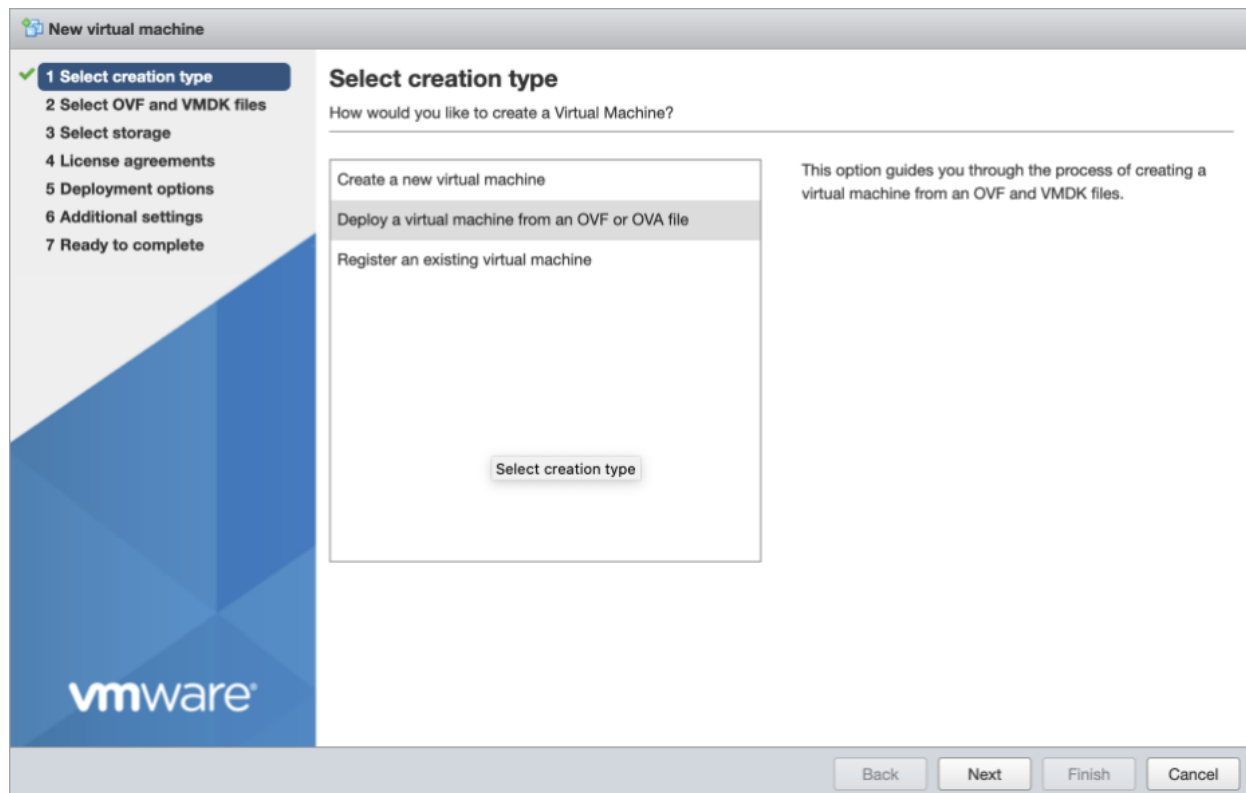 New virtual machine
1 Select creation type
2 Select OVF and VMDK files
3 Select storage
4 License agreements
5 Deployment options
6 Additional settings
7 Ready to complete
Select creation type
How would you like to create a Virtual Machine?
Create a new virtual machine
Deploy a virtual machine from an OVF or OVA file
Register an existing virtual machine
This option guides you through the process of creating a
virtual machine from an OVF and VMDK files.
Select creation type
vmware®
Back
Next
Finish
Cancel